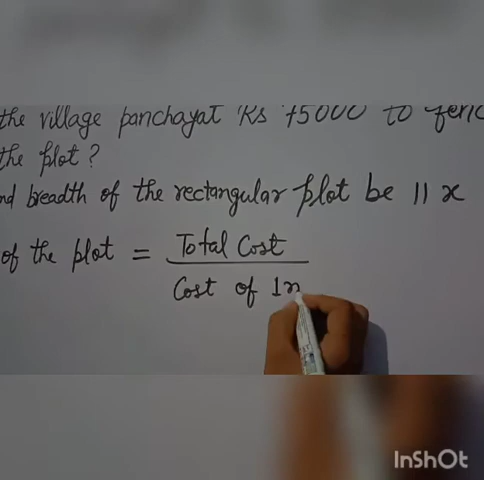 the village panchayat Rs 75000 to fenc
the plot?
nd breadth of the rectangular plot be 11 x
of the plot = Total Cost
Cost of 1m
InShOt